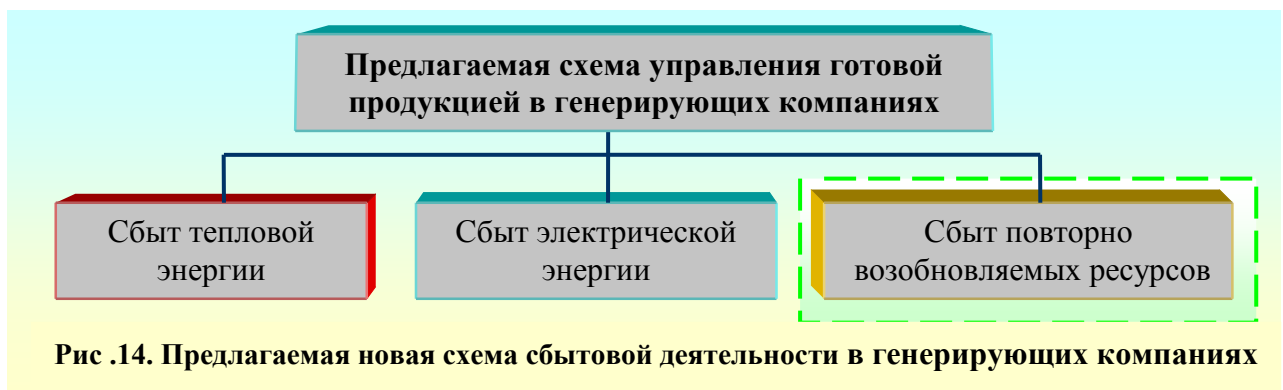 Предлагаемая схема управления готовой
продукцией в генерирующих компаниях
Сбыт тепловой
энергии
Сбыт электрической
энергии
Сбыт повторно
возобновляемых ресурсов
Рис .14. Предлагаемая новая схема сбытовой деятельности в генерирующих компаниях